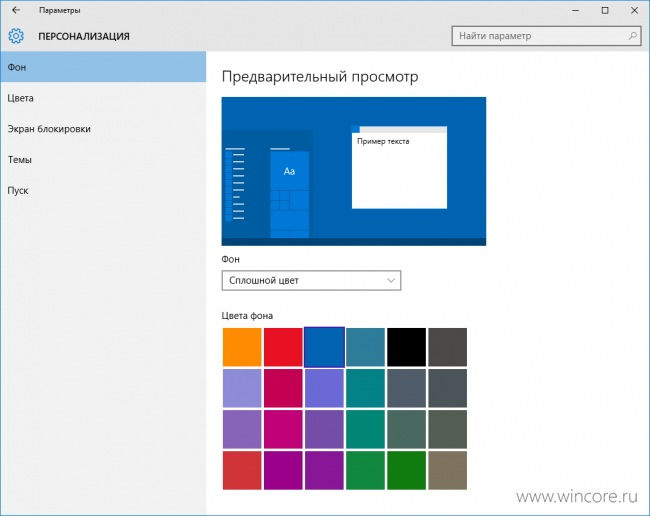 Параметры
ПЕРСОНАЛИЗАЦИЯ
Найти параметр
Фон
Цвета
Экран блокировки
Темы
Пуск
Предварительный просмотр
Пример текста
Aa
Фон
Сплошной цвет
Цвета фона
www.wincore.ru